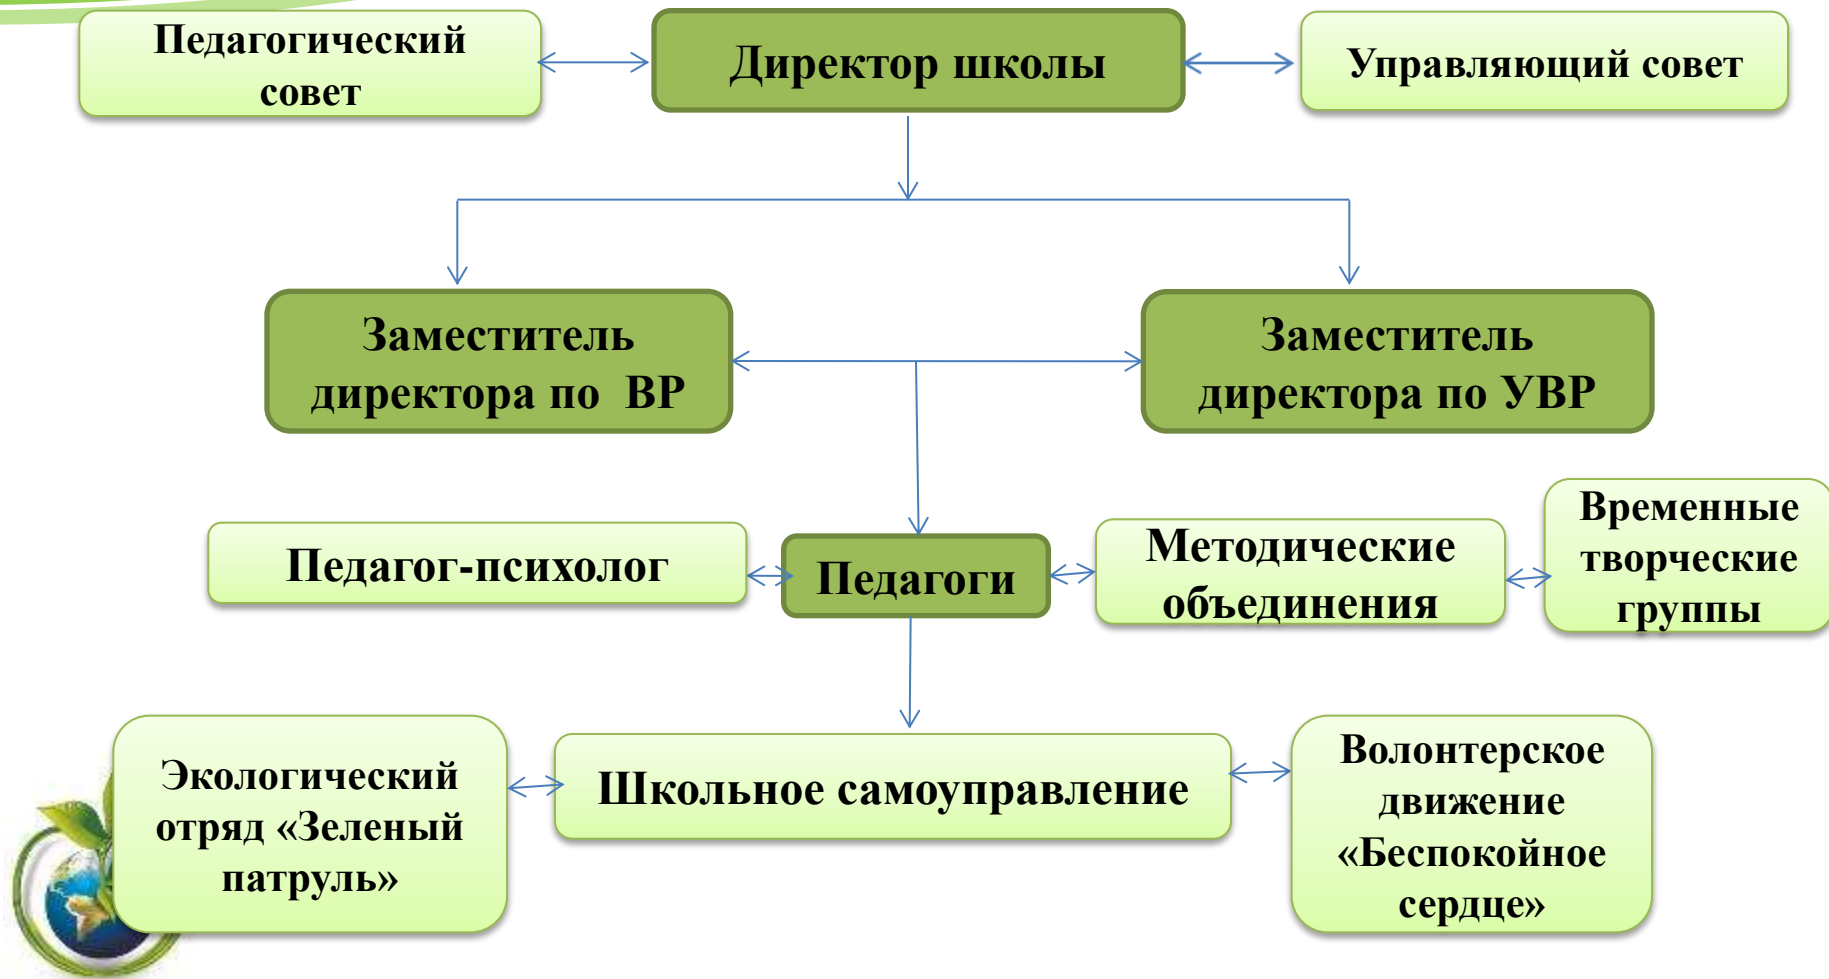 Педагогический
совет
Директор школы
Управляющий совет
Заместитель
директора по ВР
Заместитель
директора по УВР
Педагог-психолог
Педагоги
Методические
объединения
Временные
творческие
группы
Экологический
отряд «Зеленый
патруль»
Школьное самоуправление
Волонтерское
движение
«Беспокойное
сердце»